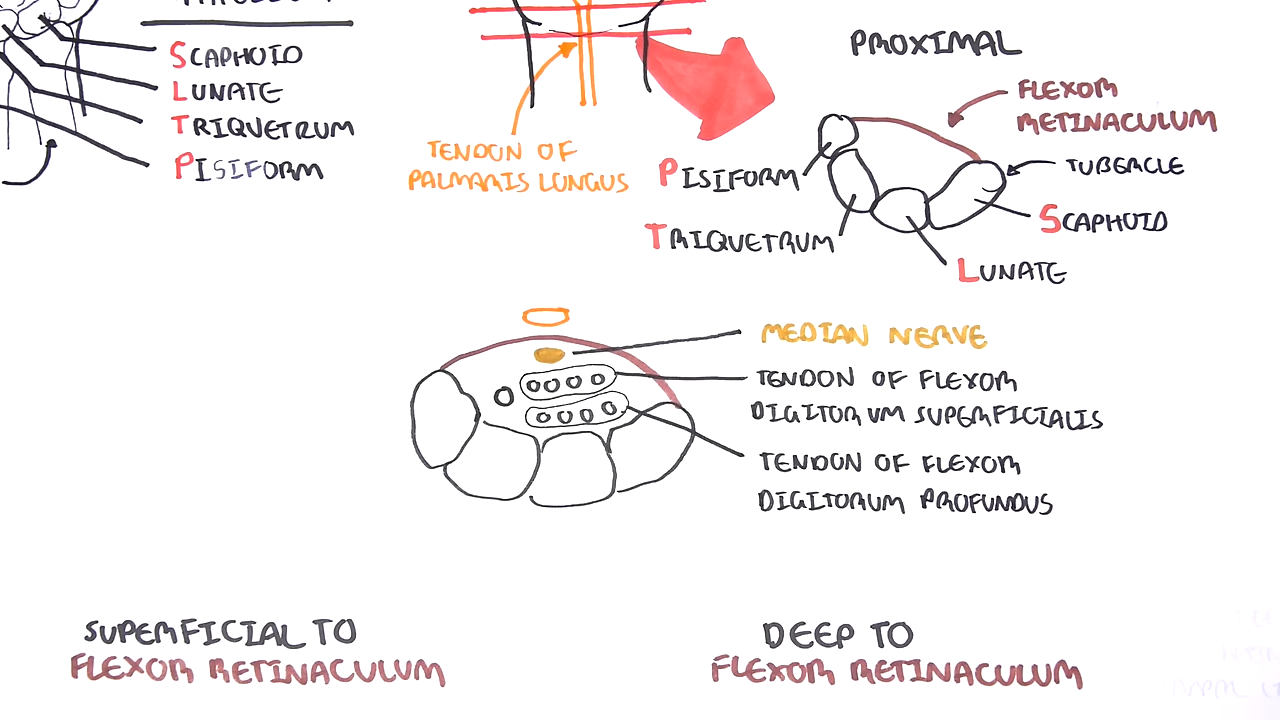 SCAPHOID
LUNATE
TRIQUETRUM
PISIFORM
TENDON OF
PALMARIS LONGUS
PROXIMAL
FLEXOR
RETINACULUM
TUBERCLE
PISIFORM
SCAPHOID
TRIQUETRUM
LUNATE
MEDIAN NERVE
TENDON OF FLEXOR
DIGITORUM SUPERFICIALIS
TENDON OF FLEXOR
DIGITORUM PROFUNDUS
SUPERFICIAL TO
FLEXOR RETINACULUM
DEEP TO
FLEXOR RETINACULUM